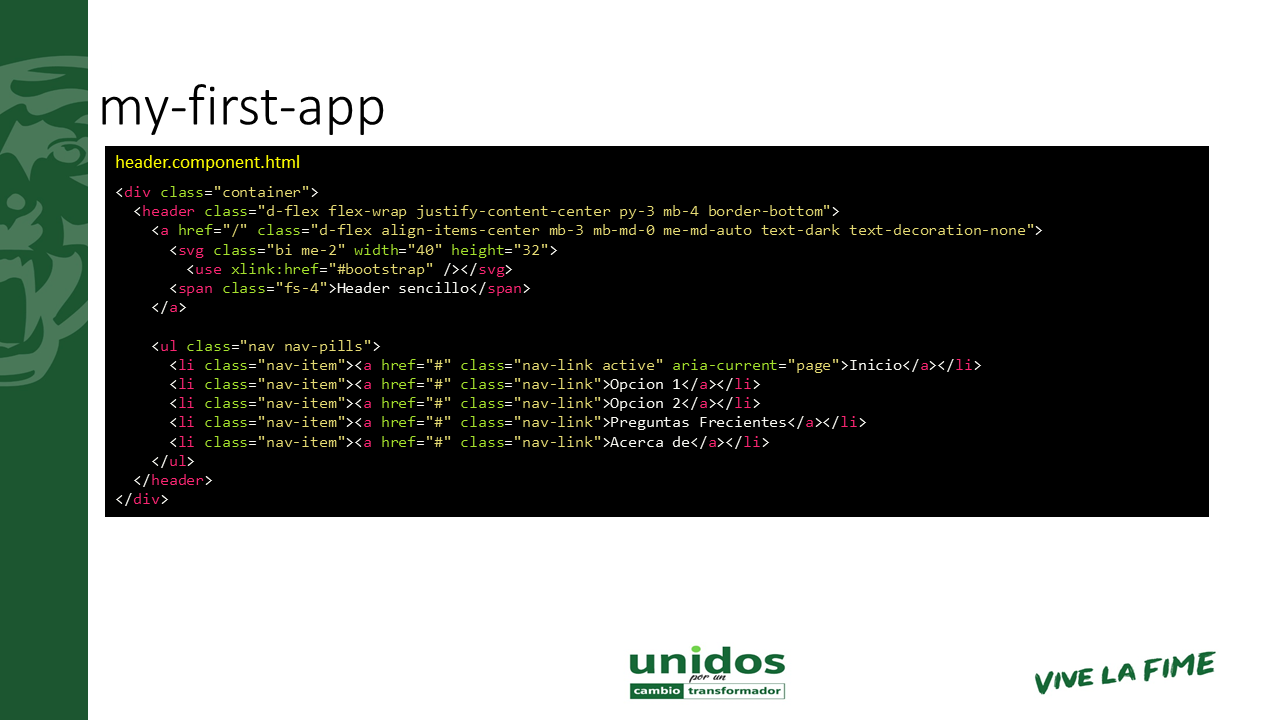 my-first-app
header.component.html
<div class="container">
  <header class="d-flex flex-wrap justify-content-center py-3 mb-4 border-bottom">
    <a href="/" class="d-flex align-items-center mb-3 mb-md-0 me-md-auto text-dark text-decoration-none">
      <svg class="bi me-2" width="40" height="32">
        <use xlink:href="#bootstrap" /></svg>
      <span class="fs-4">Header sencillo</span>
    </a>

    <ul class="nav nav-pills">
      <li class="nav-item"><a href="#" class="nav-link active" aria-current="page">Inicio</a></li>
      <li class="nav-item"><a href="#" class="nav-link">Opcion 1</a></li>
      <li class="nav-item"><a href="#" class="nav-link">Opcion 2</a></li>
      <li class="nav-item"><a href="#" class="nav-link">Preguntas Frecientes</a></li>
      <li class="nav-item"><a href="#" class="nav-link">Acerca de</a></li>
    </ul>
  </header>
</div>
unidos
por un
cambio transformador
VIVE LA FIME